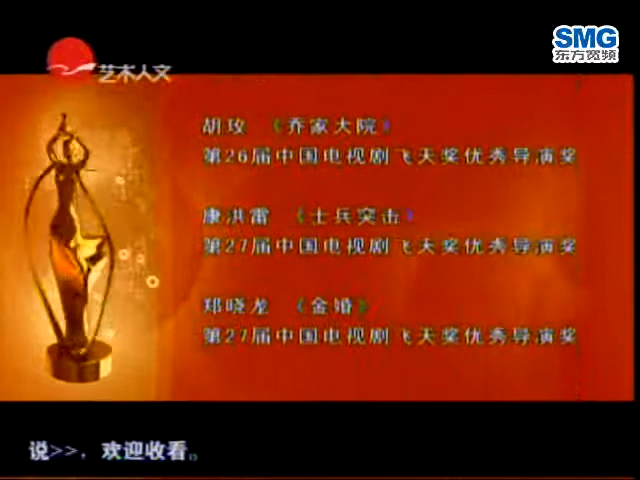 SMG
东方宽频
艺术人文
胡玫 《乔家大院》
第26届中国电视剧飞天奖优秀导演奖
康洪雷 《士兵突击》
第27届中国电视剧飞天奖优秀导演奖
郑晓龙 《金婚》
第27届中国电视剧飞天奖优秀导演奖
说>>，欢迎收看。